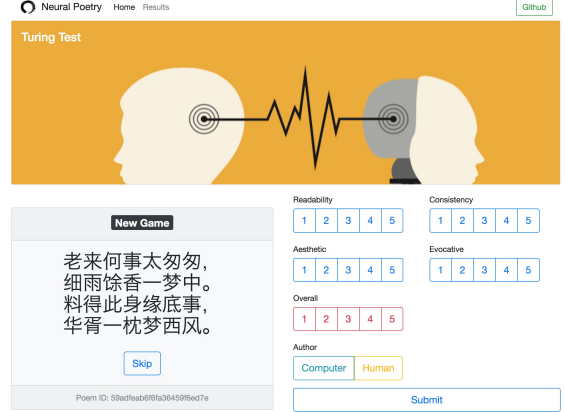 Neural Poetry Home Results Github
Turing Test
New Game
老来何事太匆匆，
细雨馀香一梦中。
料得此身缘底事，
华胥一枕梦西风。
Skip
Poem ID: 59adfeab6f6fa36459f6ed7e
Readability
1 2 3 4 5
Consistency
1 2 3 4 5
Aesthetic
1 2 3 4 5
Evocative
1 2 3 4 5
Overall
1 2 3 4 5
Author
Computer Human
Submit